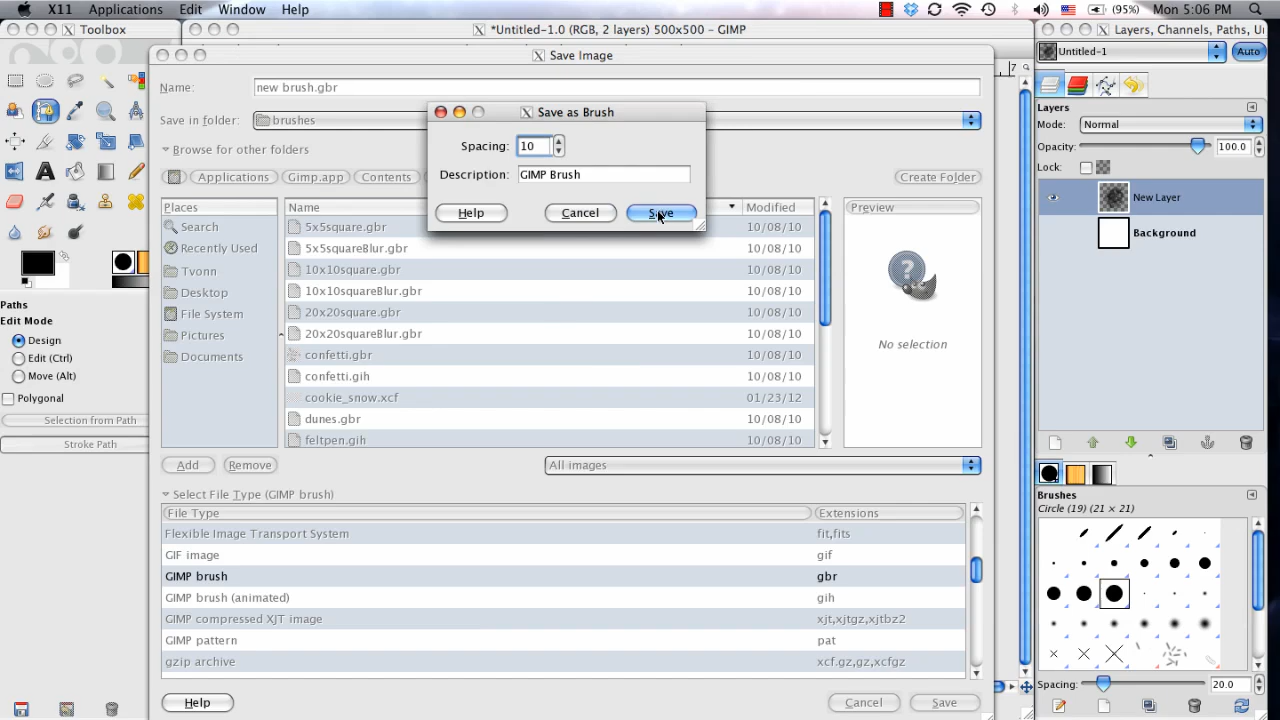 X11 Applications Edit Window Help (95%) Mon 5:06 PM
Toolbox
*Untitled-1.0 (RGB, 2 layers) 500x500 – GIMP
Layers, Channels, Paths, U
Save Image
Untitled-1 Auto
7
Name: new brush.gbr
Save in folder: brushes
Browse for other folders
Applications Gimp.app Contents Create Folder
Save as Brush
Spacing: 10
Description: GIMP Brush
Help Cancel Save
Places
Search
Recently Used
Tvonn
Desktop
File System
Pictures
Documents
Name Modified
5x5square.gbr 10/08/10
5x5squareBlur.gbr 10/08/10
10x10square.gbr 10/08/10
10x10squareBlur.gbr 10/08/10
20x20square.gbr 10/08/10
20x20squareBlur.gbr 10/08/10
confetti.gbr 10/08/10
confetti.gih 10/08/10
cookie_snow.xcf 01/23/12
dunes.gbr 10/08/10
feltpen.gih 10/08/10
Preview
No selection
Add Remove All images
Select File Type (GIMP brush)
File Type Extensions
Flexible Image Transport System fit,fits
GIF image gif
GIMP brush gbr
GIMP brush (animated) gih
GIMP compressed XJT image xjt,xjtgz,xjtbz2
GIMP pattern pat
gzip archive xcf.gz,gz,xcfgz
Help Cancel Save
Paths
Edit Mode
Design
Edit (Ctrl)
Move (Alt)
Polygonal
Selection from Path
Stroke Path
Layers
Mode: Normal
Opacity: 100.0
Lock:
New Layer
Background
Brushes
Circle (19) (21 × 21)
Spacing: 20.0